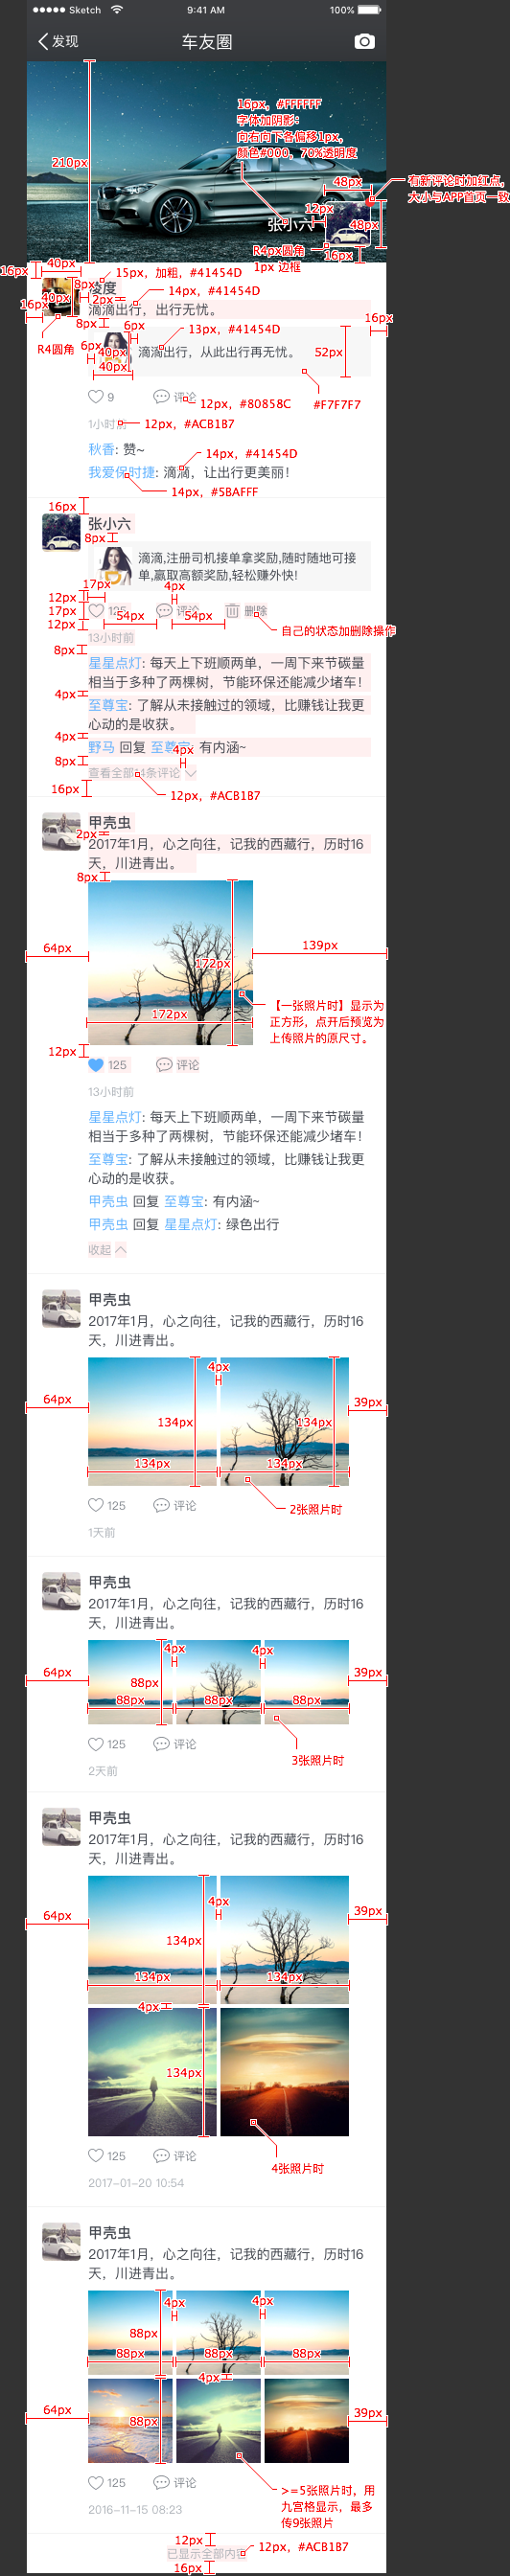 Sketch 9:41 AM 100%
发现 车友圈
16px，#FFFFFF
字体加阴影:
向右向下各偏移1px，
颜色#000，70%透明度
210px
48px
有新评论时加红点，
大小与APP首页一致
12px
张小六
48px
R4px圆角
1px 边框
16px
16px
40px
15px，加粗，#41454D
8px
凌度
14px，#41454D
40px
2px
16px
滴滴出行，出行无忧。
16px
8px
6px
13px，#41454D
R4圆角
6px
40px
滴滴出行，从此出行再无忧。
52px
40px
9 评论
12px，#80858C
#F7F7F7
1小时前
12px，#ACB1B7
秋香: 赞~
14px，#41454D
我爱保时捷: 滴滴，让出行更美丽！
14px，#5BAFFF
16px
张小六
8px
滴滴,注册司机接单拿奖励,随时随地可接
单,赢取高额奖励,轻松赚外快!
17px
4px
12px
17px
125 评论 删除
54px
54px
12px
自己的状态加删除操作
13小时前
8px
星星点灯: 每天上下班顺两单，一周下来节碳量
相当于多种了两棵树，节能环保还能减少堵车！
4px
至尊宝: 了解从未接触过的领域，比赚钱让我更
心动的是收获。
4px
野马 回复 至尊宝: 有内涵~
4px
8px
查看全部14条评论
16px
12px，#ACB1B7
甲壳虫
2px
2017年1月，心之向往，记我的西藏行，历时16
天，川进青出。
8px
64px
172px
139px
172px
【一张照片时】显示为
正方形，点开后预览为
上传照片的原尺寸。
12px
125 评论
13小时前
星星点灯: 每天上下班顺两单，一周下来节碳量
相当于多种了两棵树，节能环保还能减少堵车！
至尊宝: 了解从未接触过的领域，比赚钱让我更
心动的是收获。
甲壳虫 回复 至尊宝: 有内涵~
甲壳虫 回复 星星点灯: 绿色出行
收起
甲壳虫
2017年1月，心之向往，记我的西藏行，历时16
天，川进青出。
4px
64px
39px
134px
134px
134px
134px
125 评论
2张照片时
1天前
甲壳虫
2017年1月，心之向往，记我的西藏行，历时16
天，川进青出。
4px
4px
64px
88px
39px
88px
88px
88px
125 评论
3张照片时
2天前
甲壳虫
2017年1月，心之向往，记我的西藏行，历时16
天，川进青出。
4px
64px
39px
134px
134px
134px
4px
134px
125 评论
4张照片时
2017-01-20 10:54
甲壳虫
2017年1月，心之向往，记我的西藏行，历时16
天，川进青出。
4px
4px
88px
88px
88px
88px
4px
64px
88px
39px
125 评论
>=5张照片时，用
九宫格显示，最多
传9张照片
2016-11-15 08:23
12px
已显示全部内容
12px，#ACB1B7
16px